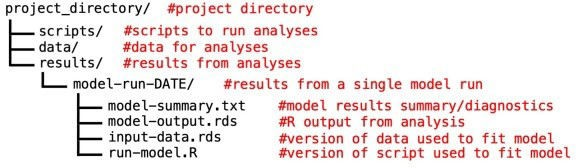 project_directory/ #project directory
scripts/ #scripts to run analyses
data/ #data for analyses
results/ #results from analyses
model-run-DATE/ #results from a single model run
model-summary.txt #model results summary/diagnostics
model-output.rds #R output from analysis
input-data.rds #version of data used to fit model
run-model.R #version of script used to fit model